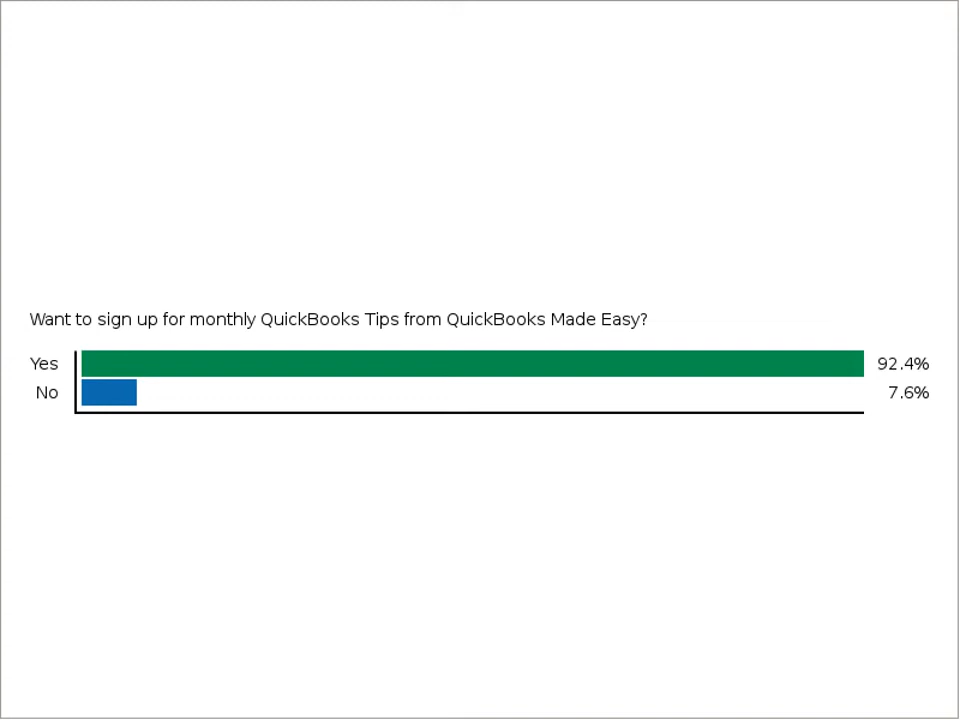 Want to sign up for monthly QuickBooks Tips from QuickBooks Made Easy?
Yes 92.4%
No 7.6%